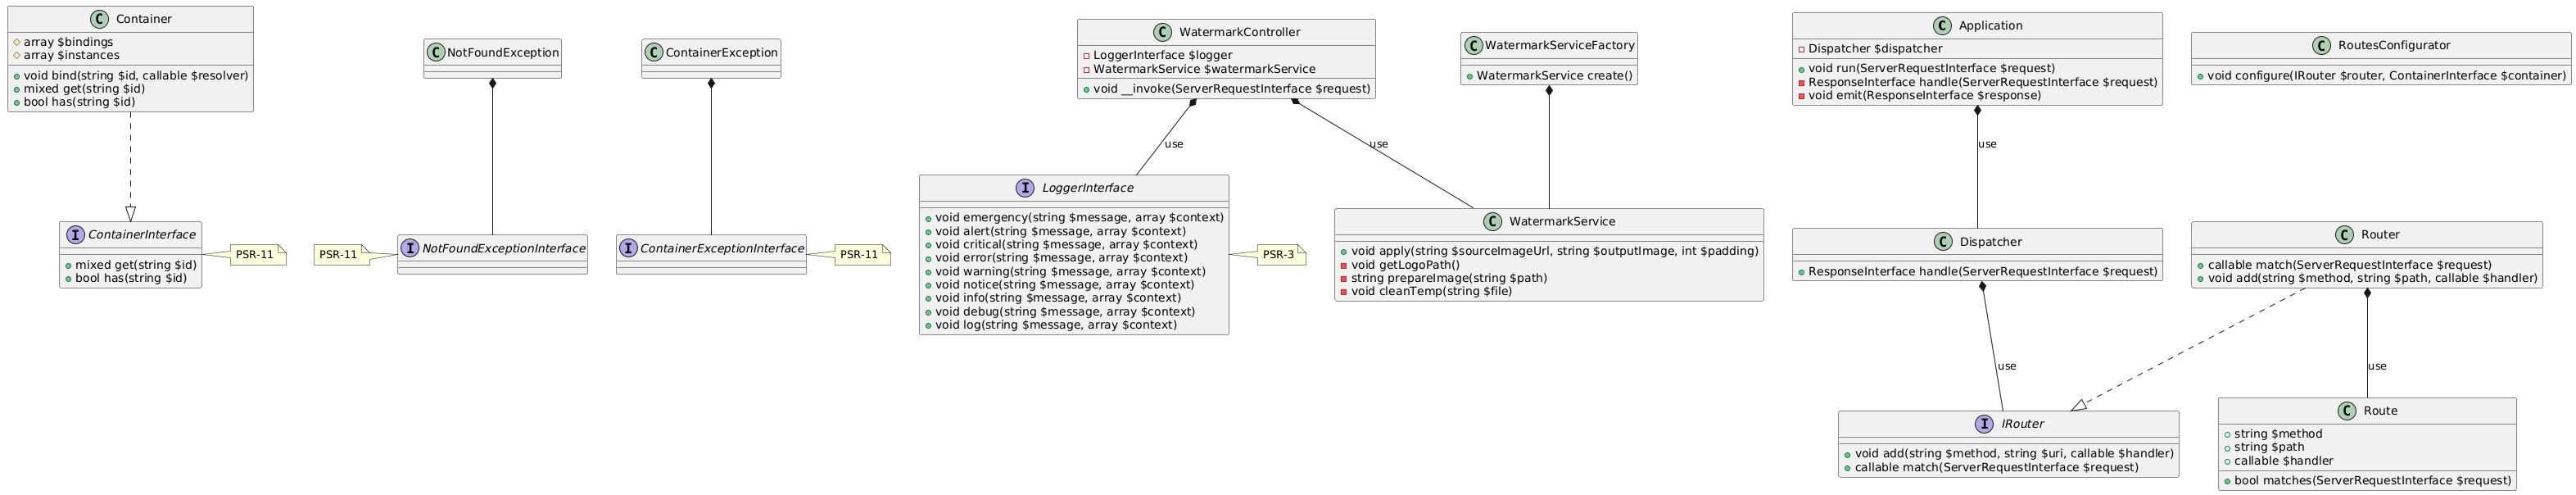 C Container
array $bindings
array $instances
void bind(string $id, callable $resolver)
mixed get(string $id)
bool has(string $id)
C NotFoundException
C ContainerException
C WatermarkController
LoggerInterface $logger
WatermarkService $watermarkService
void __invoke(ServerRequestInterface $request)
C WatermarkServiceFactory
WatermarkService create()
C Application
Dispatcher $dispatcher
void run(ServerRequestInterface $request)
ResponseInterface handle(ServerRequestInterface $request)
void emit(ResponseInterface $response)
C RoutesConfigurator
void configure(IRouter $router, ContainerInterface $container)
use
use
use
I ContainerInterface
mixed get(string $id)
bool has(string $id)
PSR-11
PSR-11
I NotFoundExceptionInterface
I ContainerExceptionInterface
PSR-11
I LoggerInterface
void emergency(string $message, array $context)
void alert(string $message, array $context)
void critical(string $message, array $context)
void error(string $message, array $context)
void warning(string $message, array $context)
void notice(string $message, array $context)
void info(string $message, array $context)
void debug(string $message, array $context)
void log(string $message, array $context)
PSR-3
C WatermarkService
void apply(string $sourceImageUrl, string $outputImage, int $padding)
void getLogoPath()
string prepareImage(string $path)
void cleanTemp(string $file)
C Dispatcher
ResponseInterface handle(ServerRequestInterface $request)
C Router
callable match(ServerRequestInterface $request)
void add(string $method, string $path, callable $handler)
use
use
I IRouter
void add(string $method, string $uri, callable $handler)
callable match(ServerRequestInterface $request)
C Route
string $method
string $path
callable $handler
bool matches(ServerRequestInterface $request)